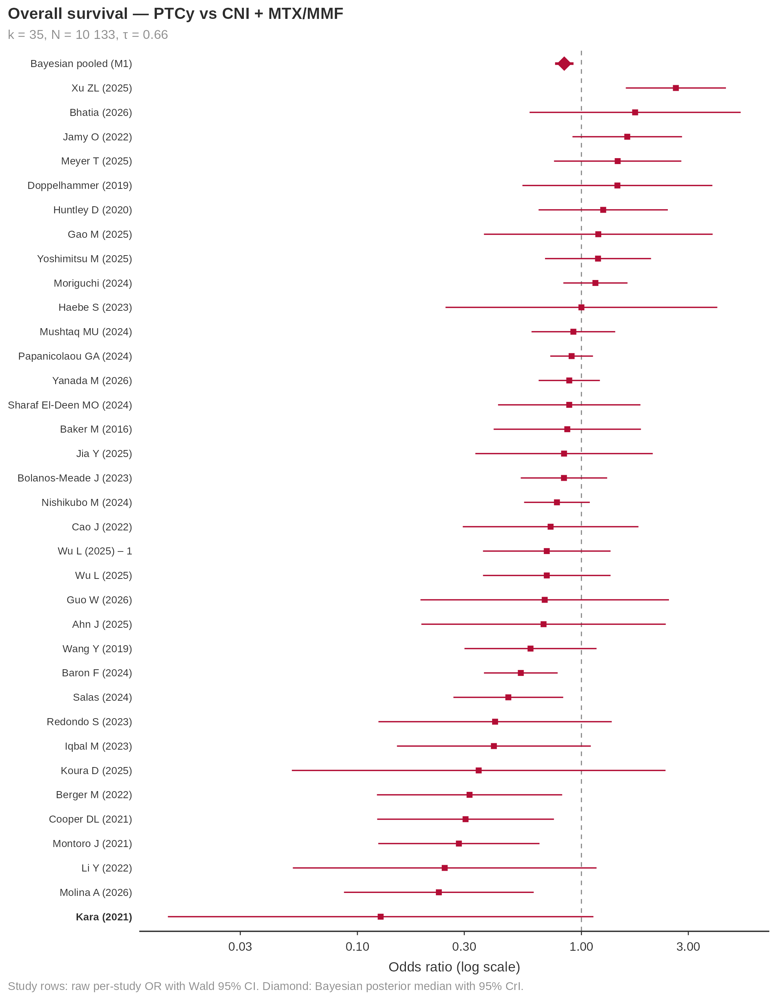 Overall survival — PTCy vs CNI + MTX/MMF
k = 35, N = 10 133, τ = 0.66
Bayesian pooled (M1)
Xu ZL (2025)
Bhatia (2026)
Jamy O (2022)
Meyer T (2025)
Doppelhammer (2019)
Huntley D (2020)
Gao M (2025)
Yoshimitsu M (2025)
Moriguchi (2024)
Haebe S (2023)
Mushtaq MU (2024)
Papanicolaou GA (2024)
Yanada M (2026)
Sharaf El-Deen MO (2024)
Baker M (2016)
Jia Y (2025)
Bolanos-Meade J (2023)
Nishikubo M (2024)
Cao J (2022)
Wu L (2025) – 1
Wu L (2025)
Guo W (2026)
Ahn J (2025)
Wang Y (2019)
Baron F (2024)
Salas (2024)
Redondo S (2023)
Iqbal M (2023)
Koura D (2025)
Berger M (2022)
Cooper DL (2021)
Montoro J (2021)
Li Y (2022)
Molina A (2026)
Kara (2021)
0.03 0.10 0.30 1.00 3.00
Odds ratio (log scale)
Study rows: raw per-study OR with Wald 95% CI. Diamond: Bayesian posterior median with 95% CrI.